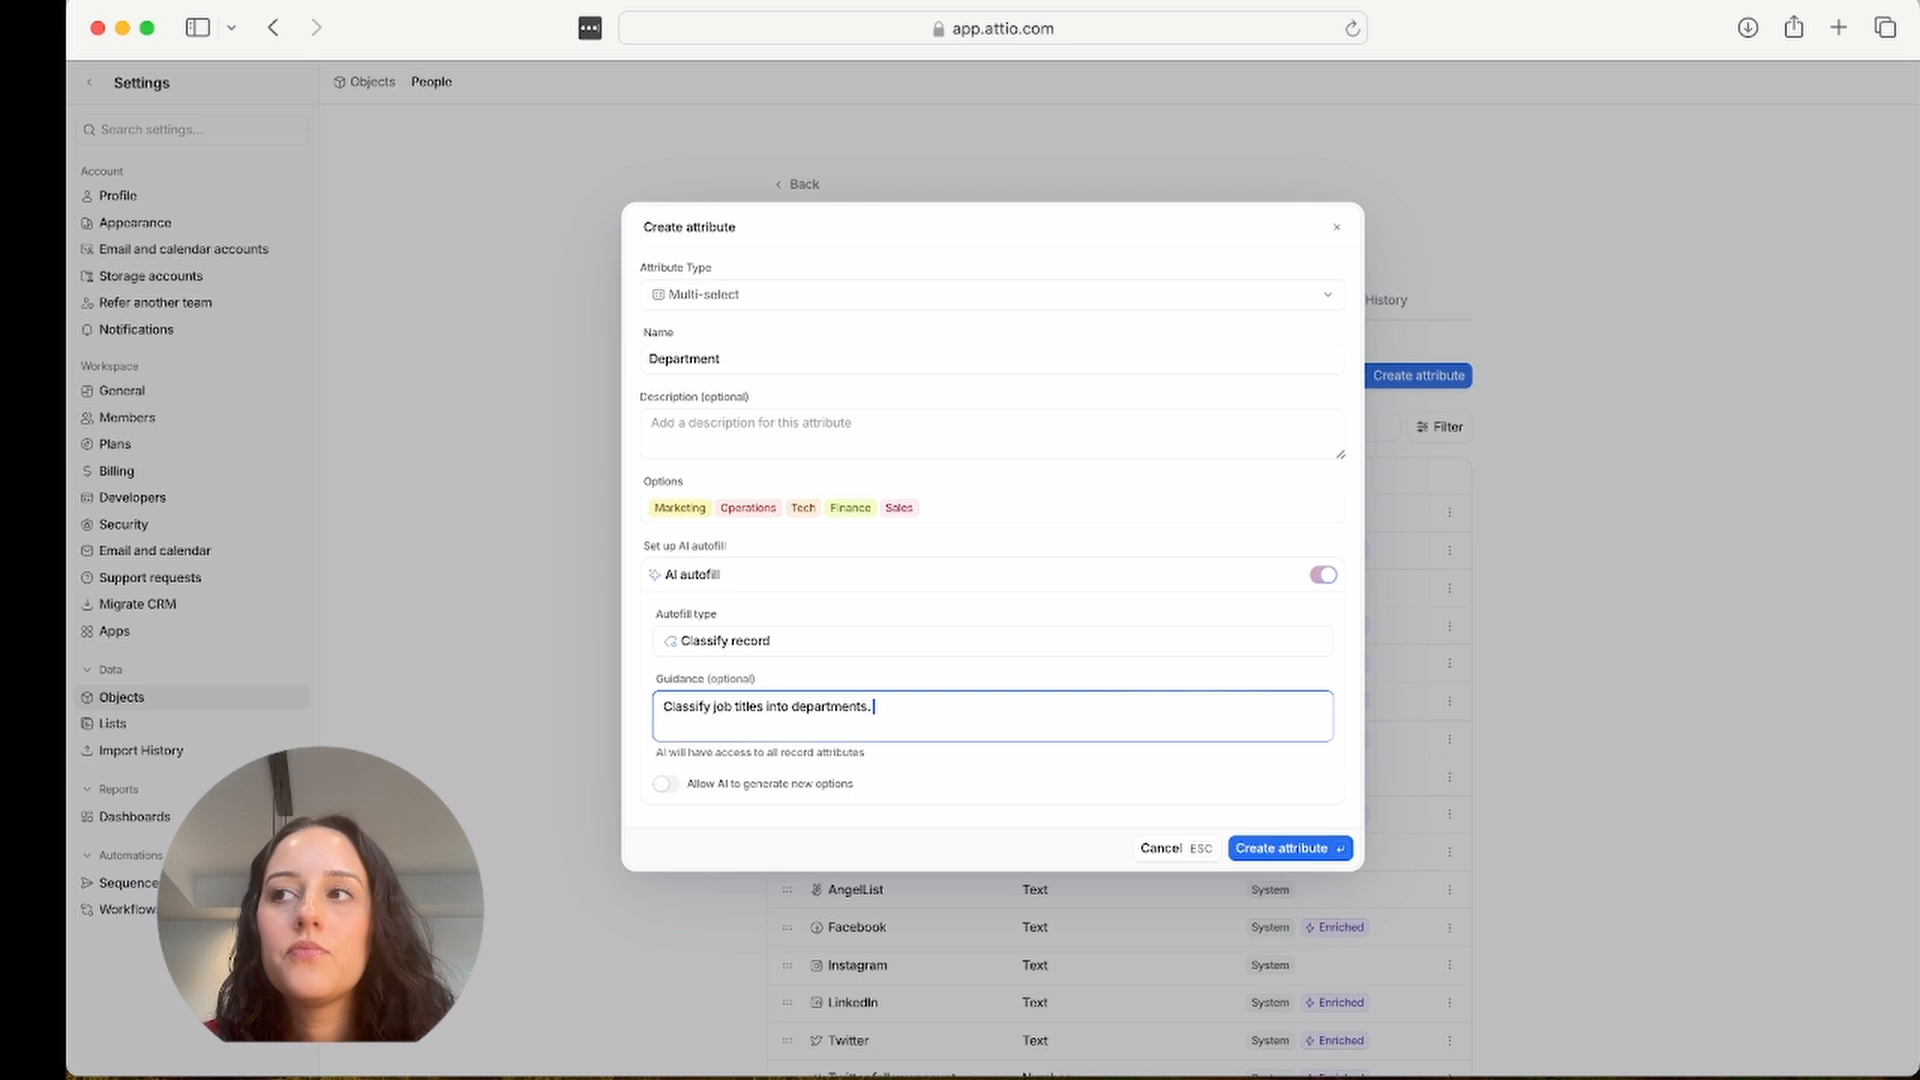 app.attio.com
Settings
Objects People
Search settings...
Account
Profile
Appearance
Email and calendar accounts
Storage accounts
Refer another team
Notifications
Workspace
General
Members
Plans
Billing
Developers
Security
Email and calendar
Support requests
Migrate CRM
Apps
Data
Objects
Lists
Import History
Reports
Dashboards
Automations
Sequence
Workflow
Back
History
Create attribute
Filter
Create attribute
Attribute Type
Multi-select
Name
Department
Description (optional)
Add a description for this attribute
Options
Marketing Operations Tech Finance Sales
Set up AI autofill
AI autofill
Autofill type
Classify record
Guidance (optional)
Classify job titles into departments.
AI will have access to all record attributes
Allow AI to generate new options
Cancel ESC Create attribute
AngelList Text System
Facebook Text System Enriched
Instagram Text System
LinkedIn Text System Enriched
Twitter Text System Enriched